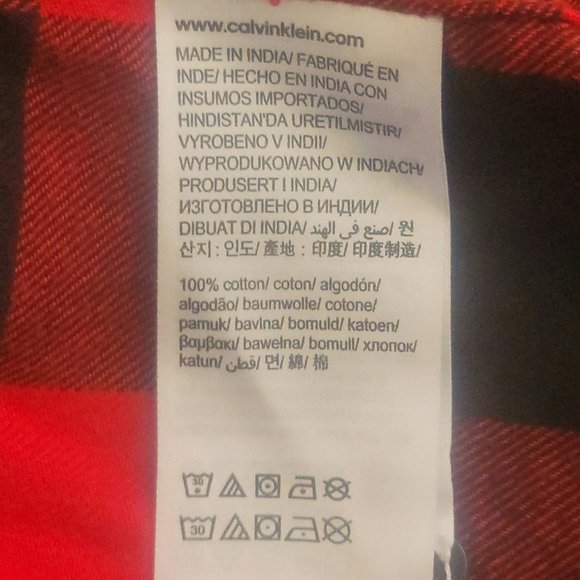 www.calvinklein.com
MADE IN INDIA/ FABRIQUÉ EN
INDE/ HECHO EN INDIA CON
INSUMOS IMPORTADOS/
HINDISTAN'DA URETILMISTIR/
VYROBENO V INDII/
WYPRODUKOWANO W INDIACH/
PRODUSERT I INDIA/
ИЗГОТОВЛЕНО В ИНДИИ/
DIBUAT DI INDIA/ صنع في الهند/ 원
산지 : 인도/ 產地 : 印度/ 印度制造/
100% cotton/ coton/ algodón/
algodão/ baumwolle/ cotone/
pamuk/ bavlna/ bomuld/ katoen/
βαμβακι/ bawełna/ bomull/ хлопок/
katun/ قطن/ 면/ 綿/ 棉
30
30